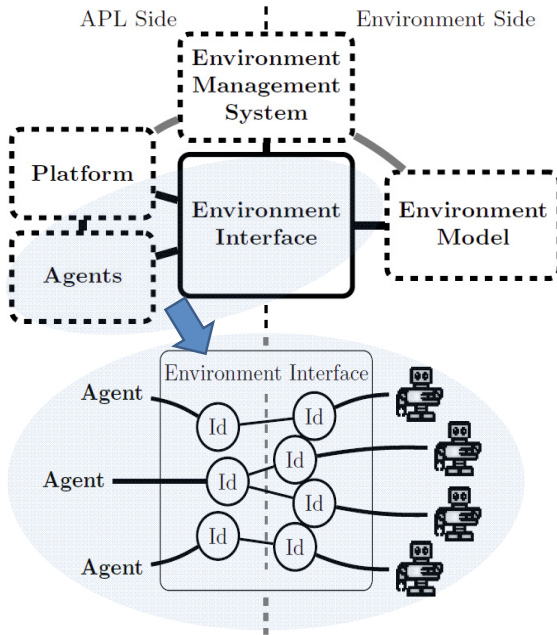 APL Side
Environment Side
Environment
Management
System
Platform
Environment
Interface
Environment
Model
Agents
Environment Interface
Agent
Id
Id
Id
Agent
Id
Id
Id
Agent
Id